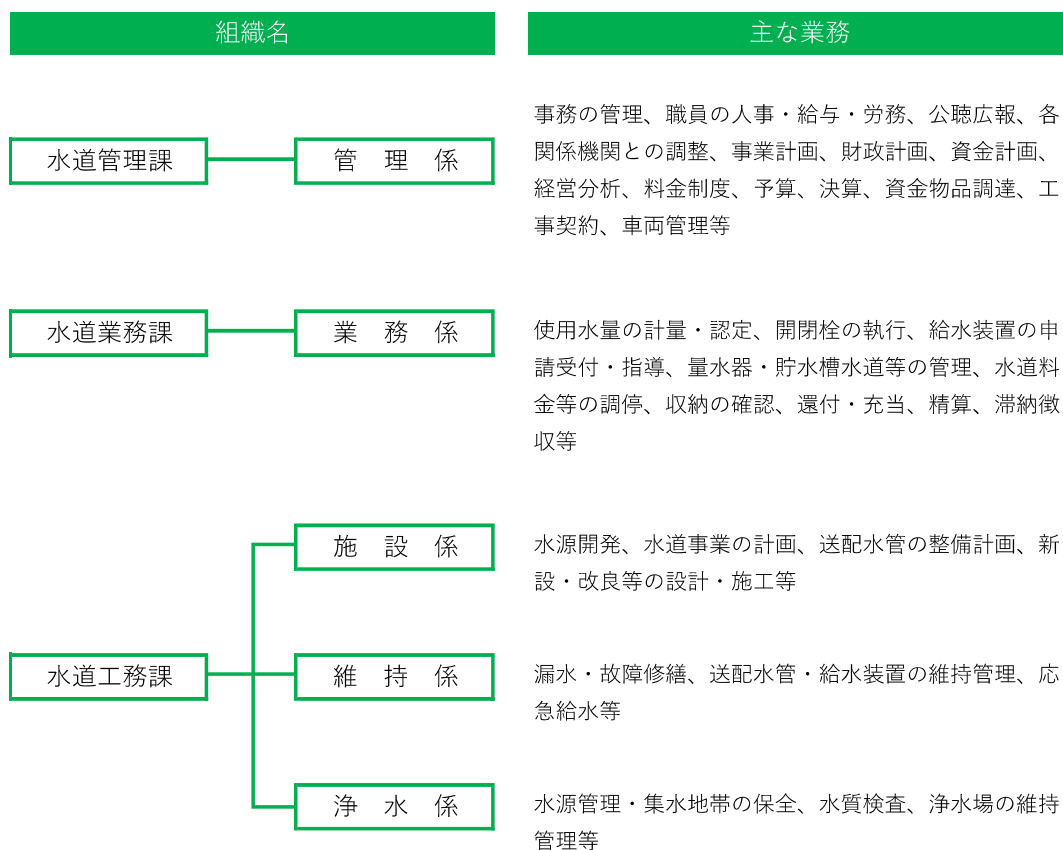 組織名
主な業務
水道管理課
管 理 係
事務の管理、職員の人事・給与・労務、公聴広報、各
関係機関との調整、事業計画、財政計画、資金計画、
経営分析、料金制度、予算、決算、資金物品調達、工
事契約、車両管理等
水道業務課
業 務 係
使用水量の計量・認定、開閉栓の執行、給水装置の申
請受付・指導、量水器・貯水槽水道等の管理、水道料
金等の調停、収納の確認、還付・充当、精算、滞納徴
収等
施 設 係
水源開発、水道事業の計画、送配水管の整備計画、新
設・改良等の設計・施工等
水道工務課
維 持 係
漏水・故障修繕、送配水管・給水装置の維持管理、応
急給水等
浄 水 係
水源管理・集水地帯の保全、水質検査、浄水場の維持
管理等